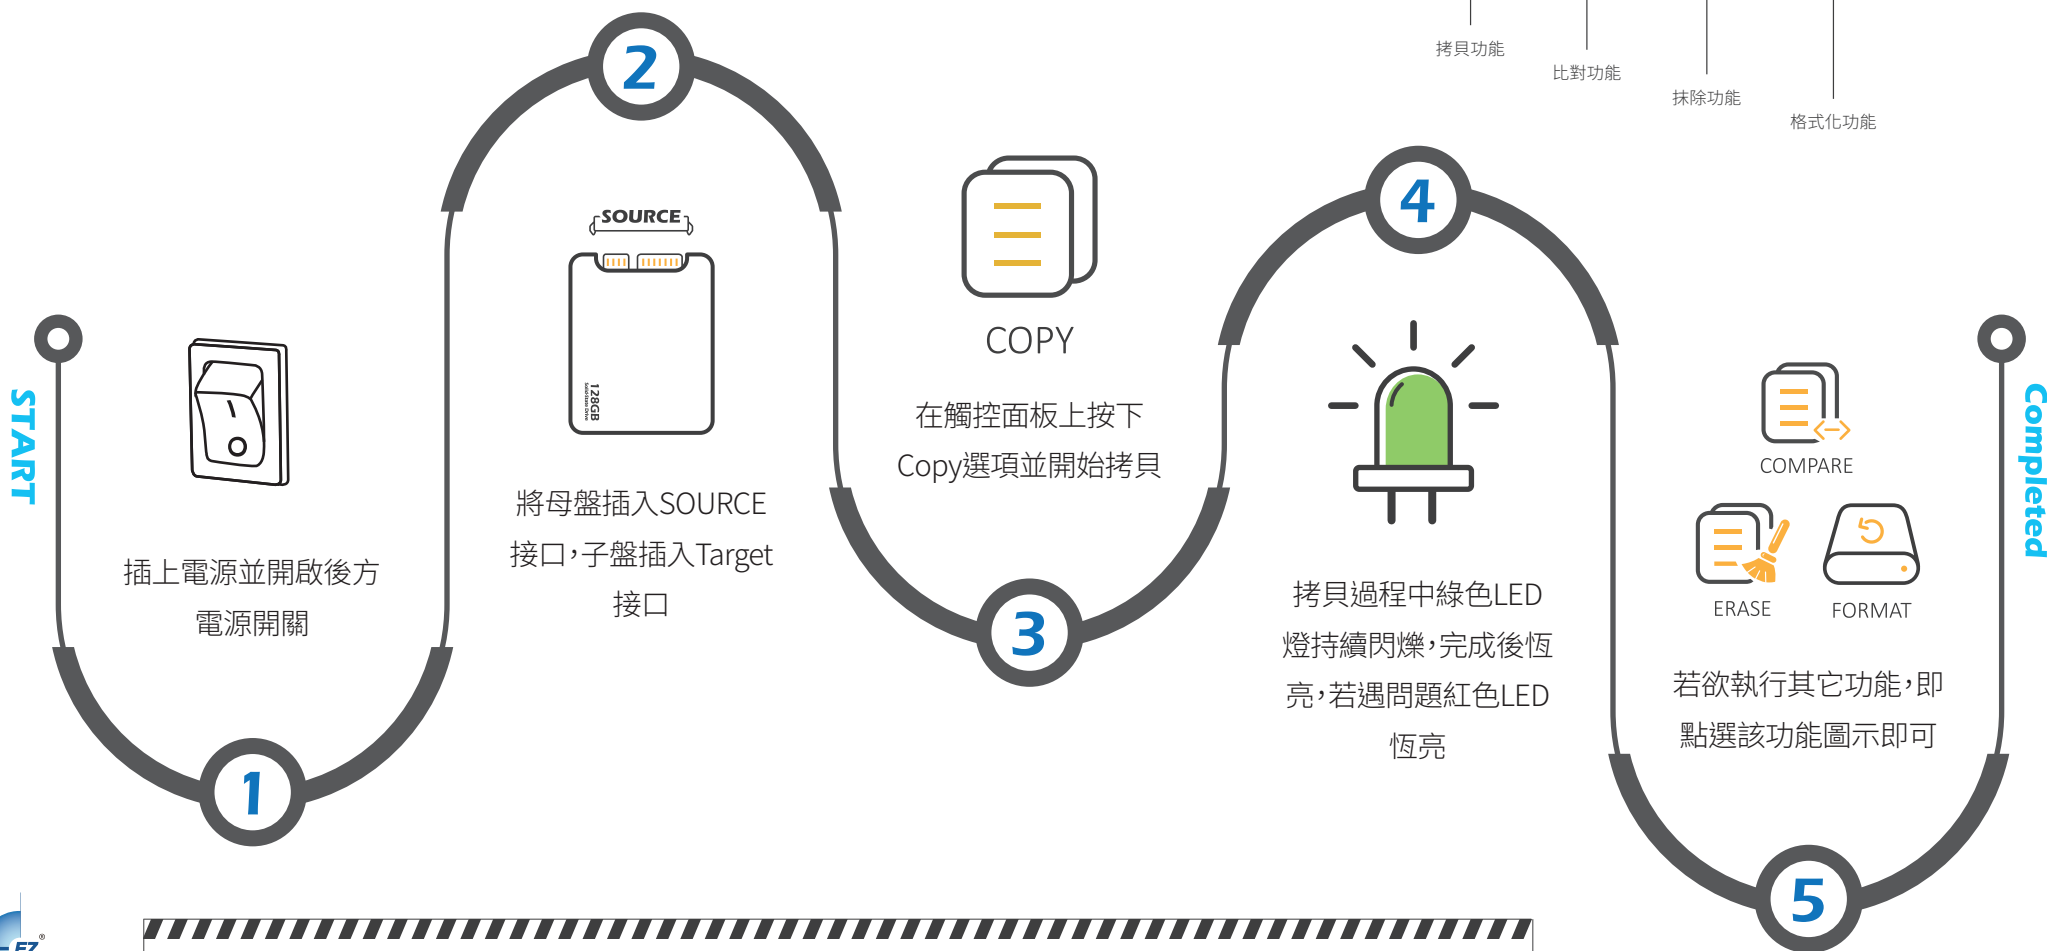 拷貝功能
比對功能
抹除功能
格式化功能
START
插上電源並開啟後方
電源開關
1
2
SOURCE
128GB
Solid State Drive
將母盤插入SOURCE
接口，子盤插入Target
接口
COPY
在觸控面板上按下
Copy選項並開始拷貝
3
4
拷貝過程中綠色LED
燈持續閃爍，完成後恆
亮，若遇問題紅色LED
恆亮
COMPARE
ERASE
FORMAT
若欲執行其它功能，即
點選該功能圖示即可
5
Completed
EZ®